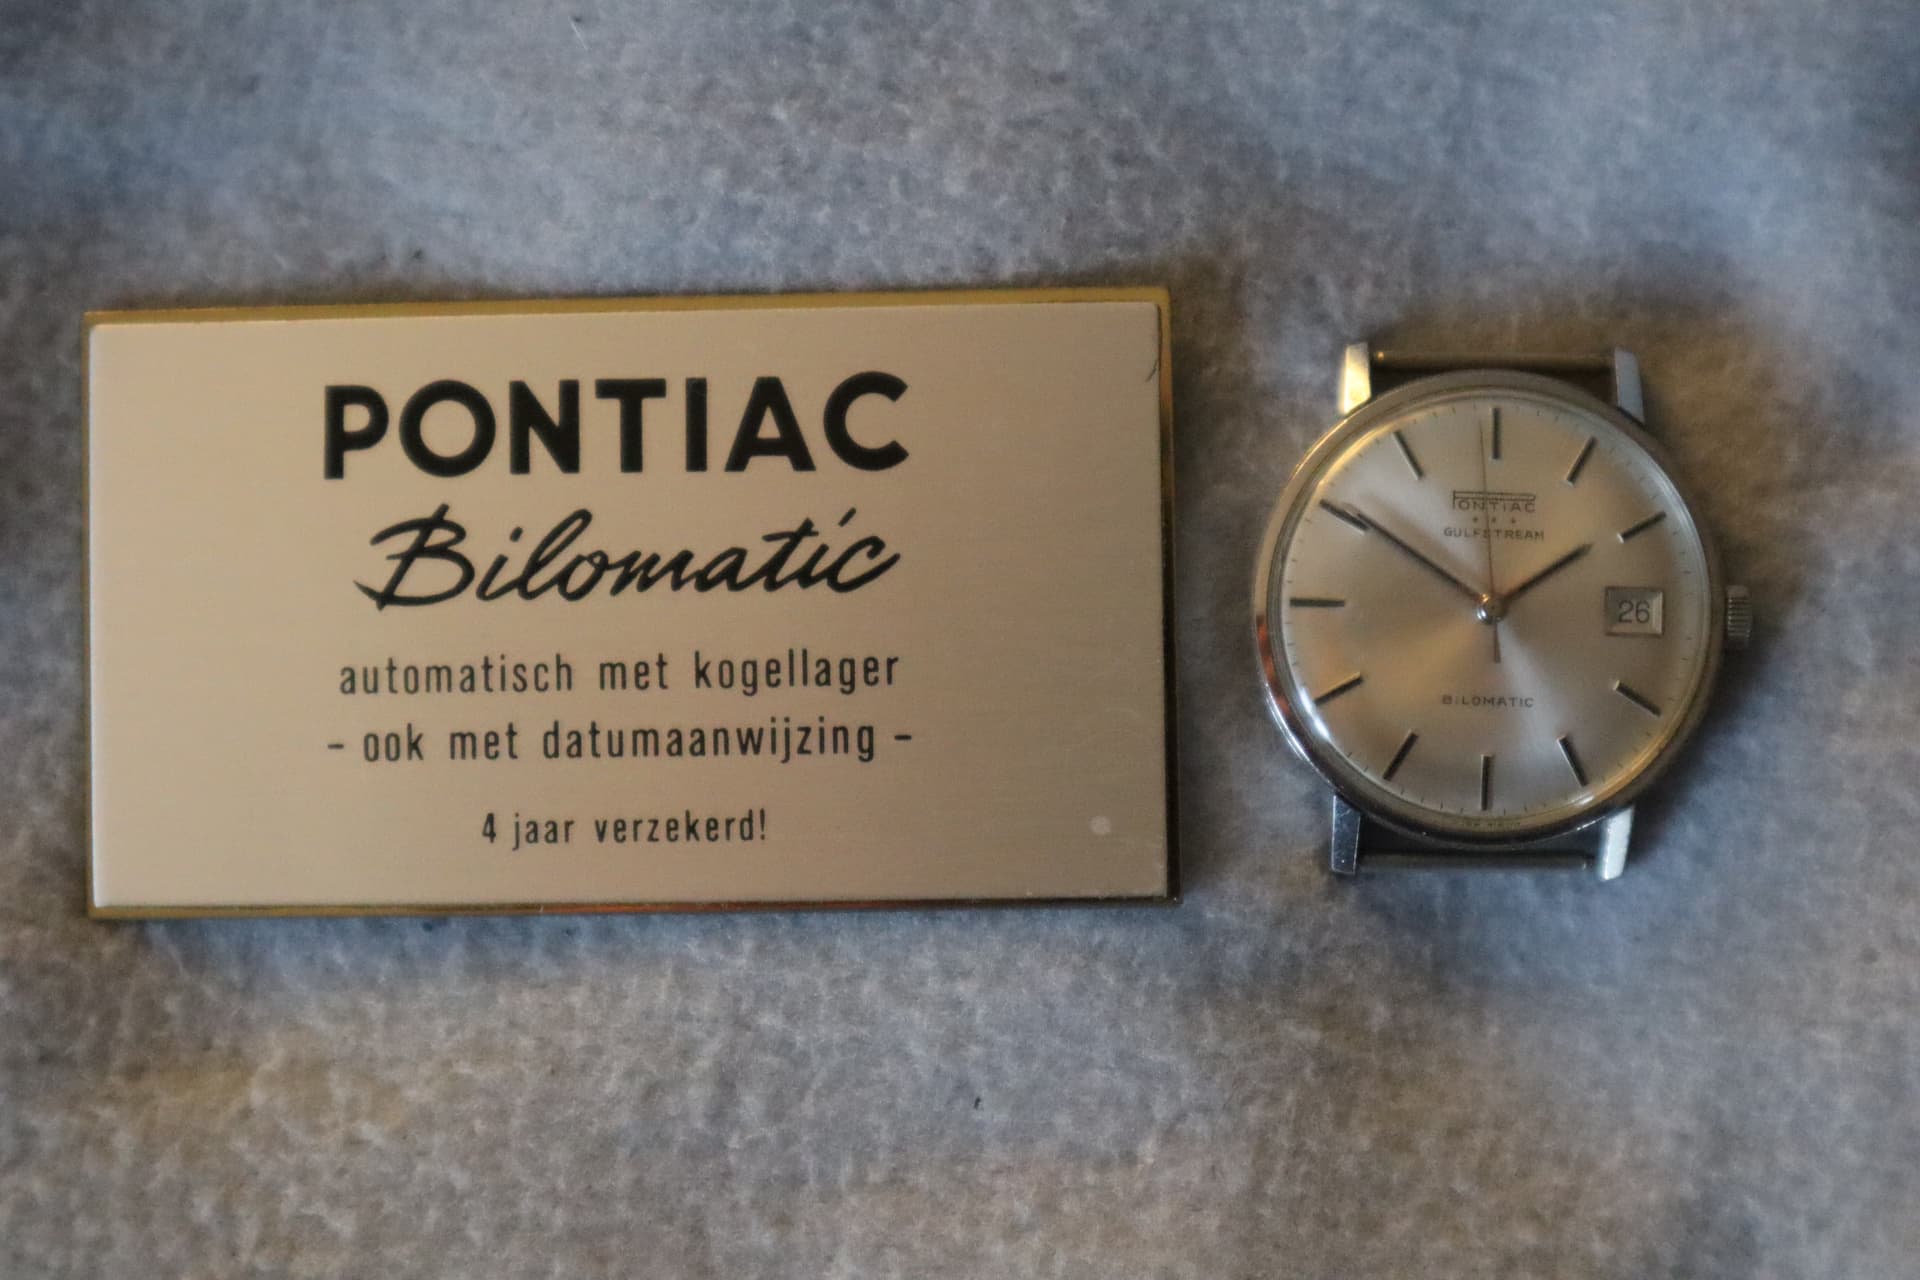 PONTIAC
Bilomatic
automatisch met kogellager
- ook met datumaanwijzing -
4 jaar verzekerd!
PONTIAC
GULFSTREAM
26
BILOMATIC